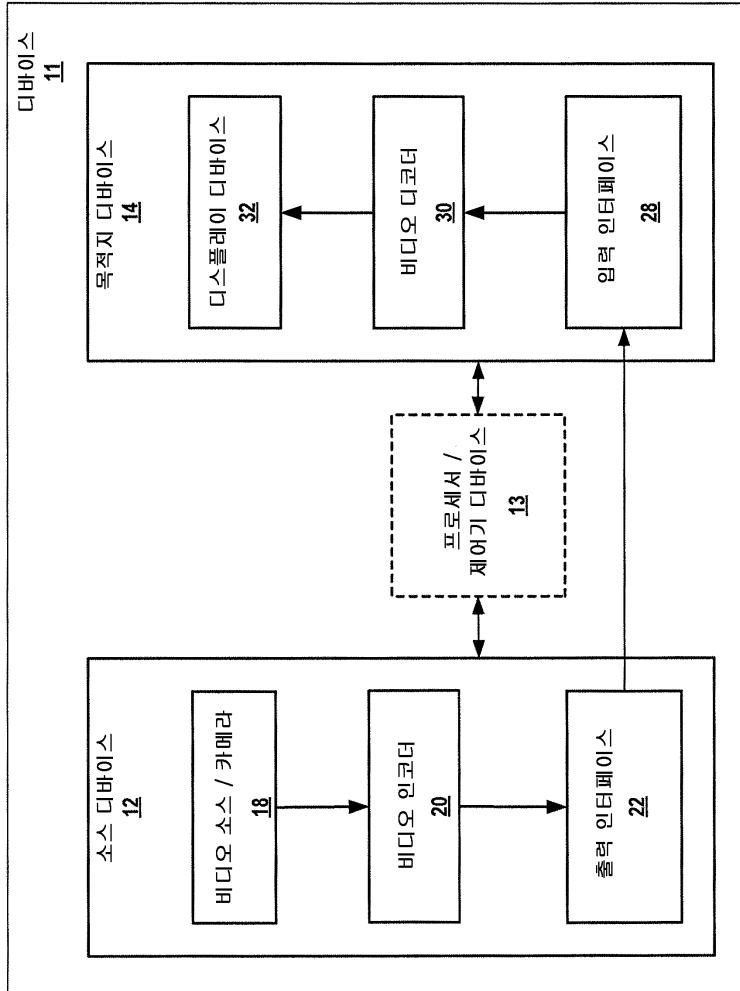 디바이스
11
소스 디바이스
12
비디오 소스 / 카메라
18
비디오 인코더
20
출력 인터페이스
22
프로세서 /
제어기 디바이스
13
목적지 디바이스
14
디스플레이 디바이스
32
비디오 디코더
30
입력 인터페이스
28